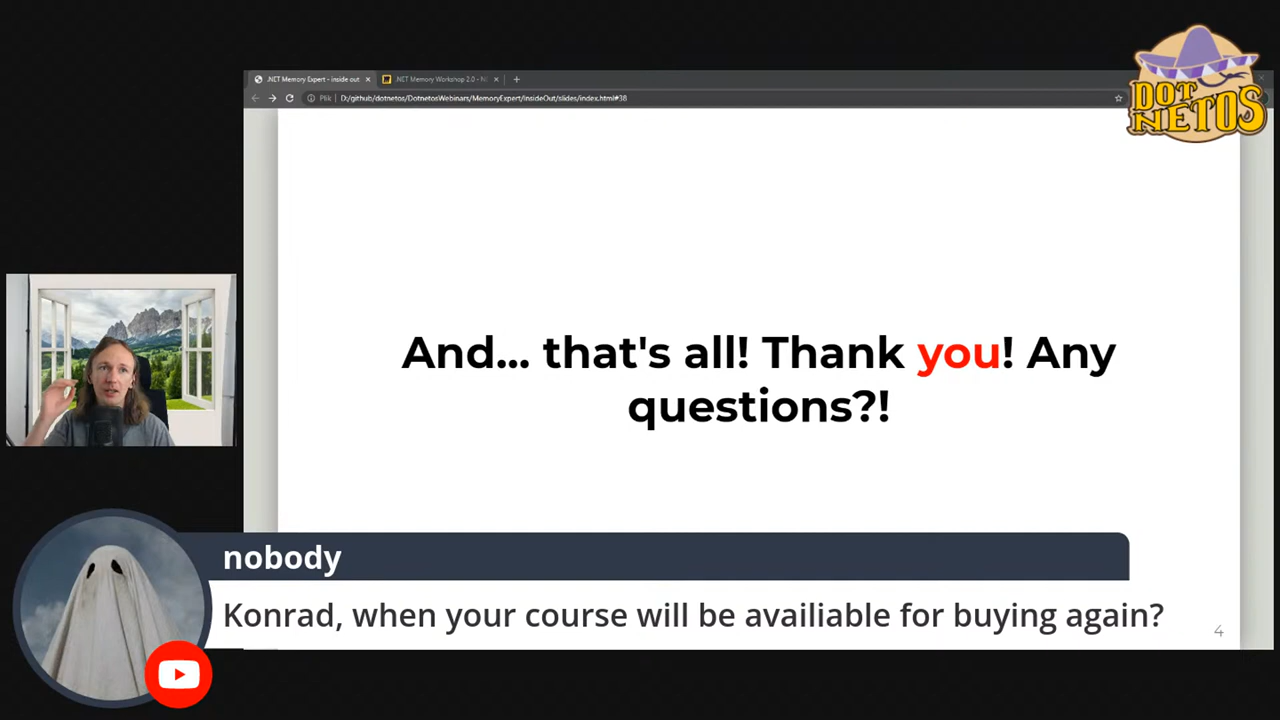 .NET Memory Expert - inside out
.NET Memory Workshop 2.0 - N
Plik
D:/github/dotnetos/DotnetosWebinars/MemoryExpert/InsideOut/slides/index.html#38
DOT
NETOS
And... that's all! Thank you! Any
questions?!
nobody
Konrad, when your course will be availiable for buying again?
4